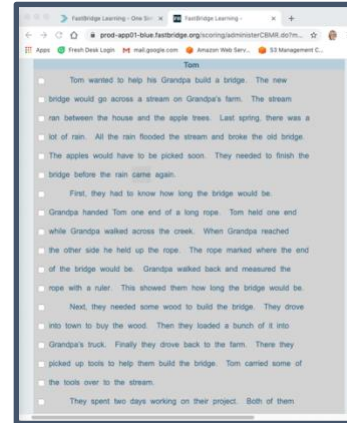 FastBridge Learning - One Scr
FastBridge Learning -
prod-app01-blue.fastbridge.org/scoring/administerCBMR.do?m...
Apps Fresh Desk Login mail.google.com Amazon Web Serv... S3 Management C...
Tom
Tom wanted to help his Grandpa build a bridge. The new
bridge would go across a stream on Grandpa's farm. The stream
ran between the house and the apple trees. Last spring, there was a
lot of rain. All the rain flooded the stream and broke the old bridge.
The apples would have to be picked soon. They needed to finish the
bridge before the rain came again.
First, they had to know how long the bridge would be.
Grandpa handed Tom one end of a long rope. Tom held one end
while Grandpa walked across the creek. When Grandpa reached
the other side he held up the rope. The rope marked where the end
of the bridge would be. Grandpa walked back and measured the
rope with a ruler. This showed them how long the bridge would be.
Next, they needed some wood to build the bridge. They drove
into town to buy the wood. Then they loaded a bunch of it into
Grandpa's truck. Finally they drove back to the farm. There they
picked up tools to help them build the bridge. Tom carried some of
the tools over to the stream.
They spent two days working on their project. Both of them